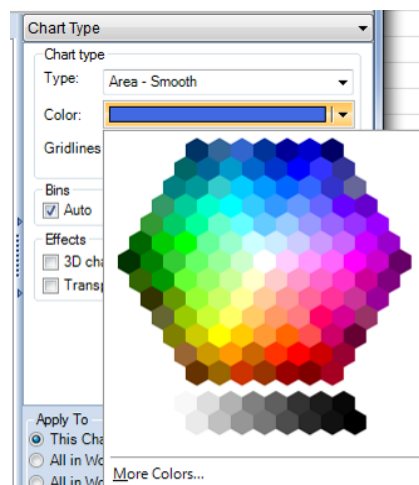 Chart Type
Chart type
Type: Area - Smooth
Color:
Gridlines
Bins
Auto
Effects
3D cha
Transp
Apply To
This Cha
All in Wo
All in Wo
More Colors...